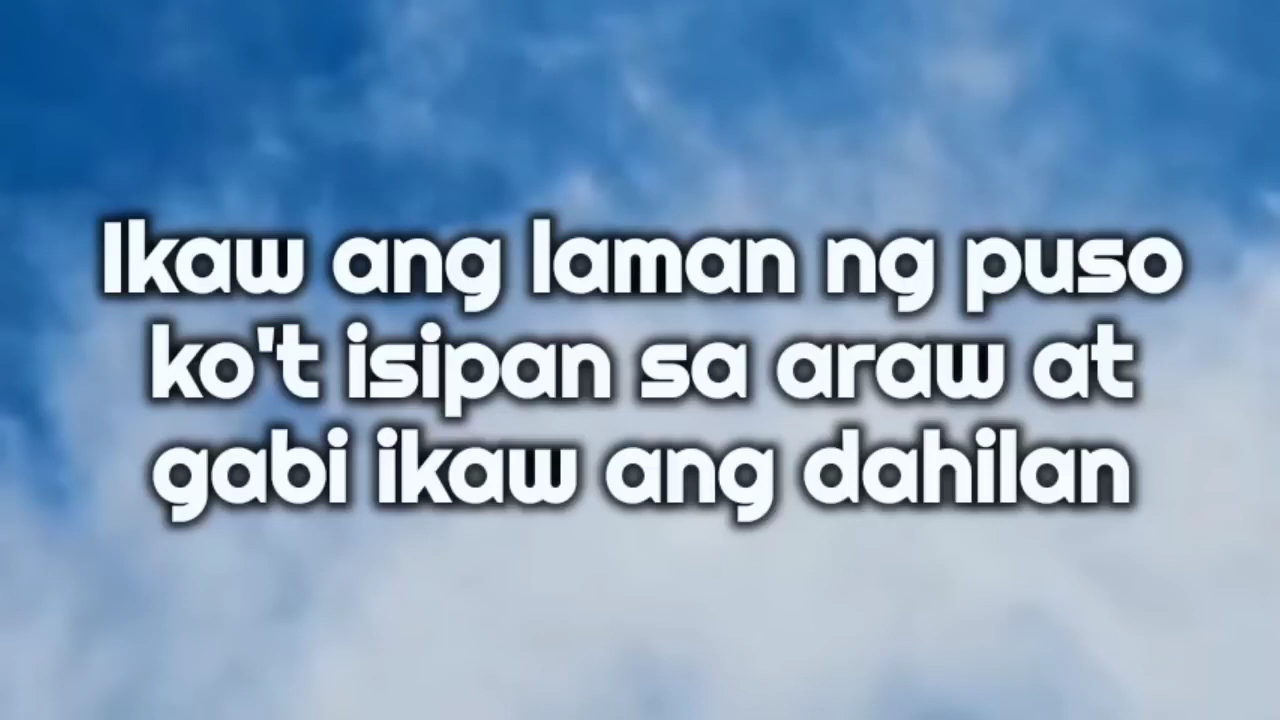 Ikaw ang laman ng puso
ko't isipan sa araw at
gabi ikaw ang dahilan